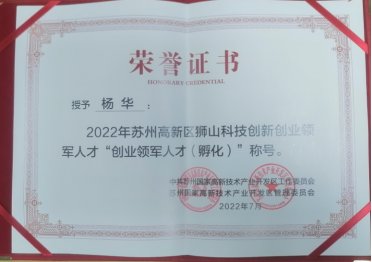 荣誉证书
HONORARY CREDENTIAL
授予 杨华：
2022年苏州高新区狮山科技创新创业领
军人才“创业领军人才（孵化）”称号。
中共苏州国家高新技术产业开发区工作委员会
苏州国家高新技术产业开发区管理委员会
2022年7月